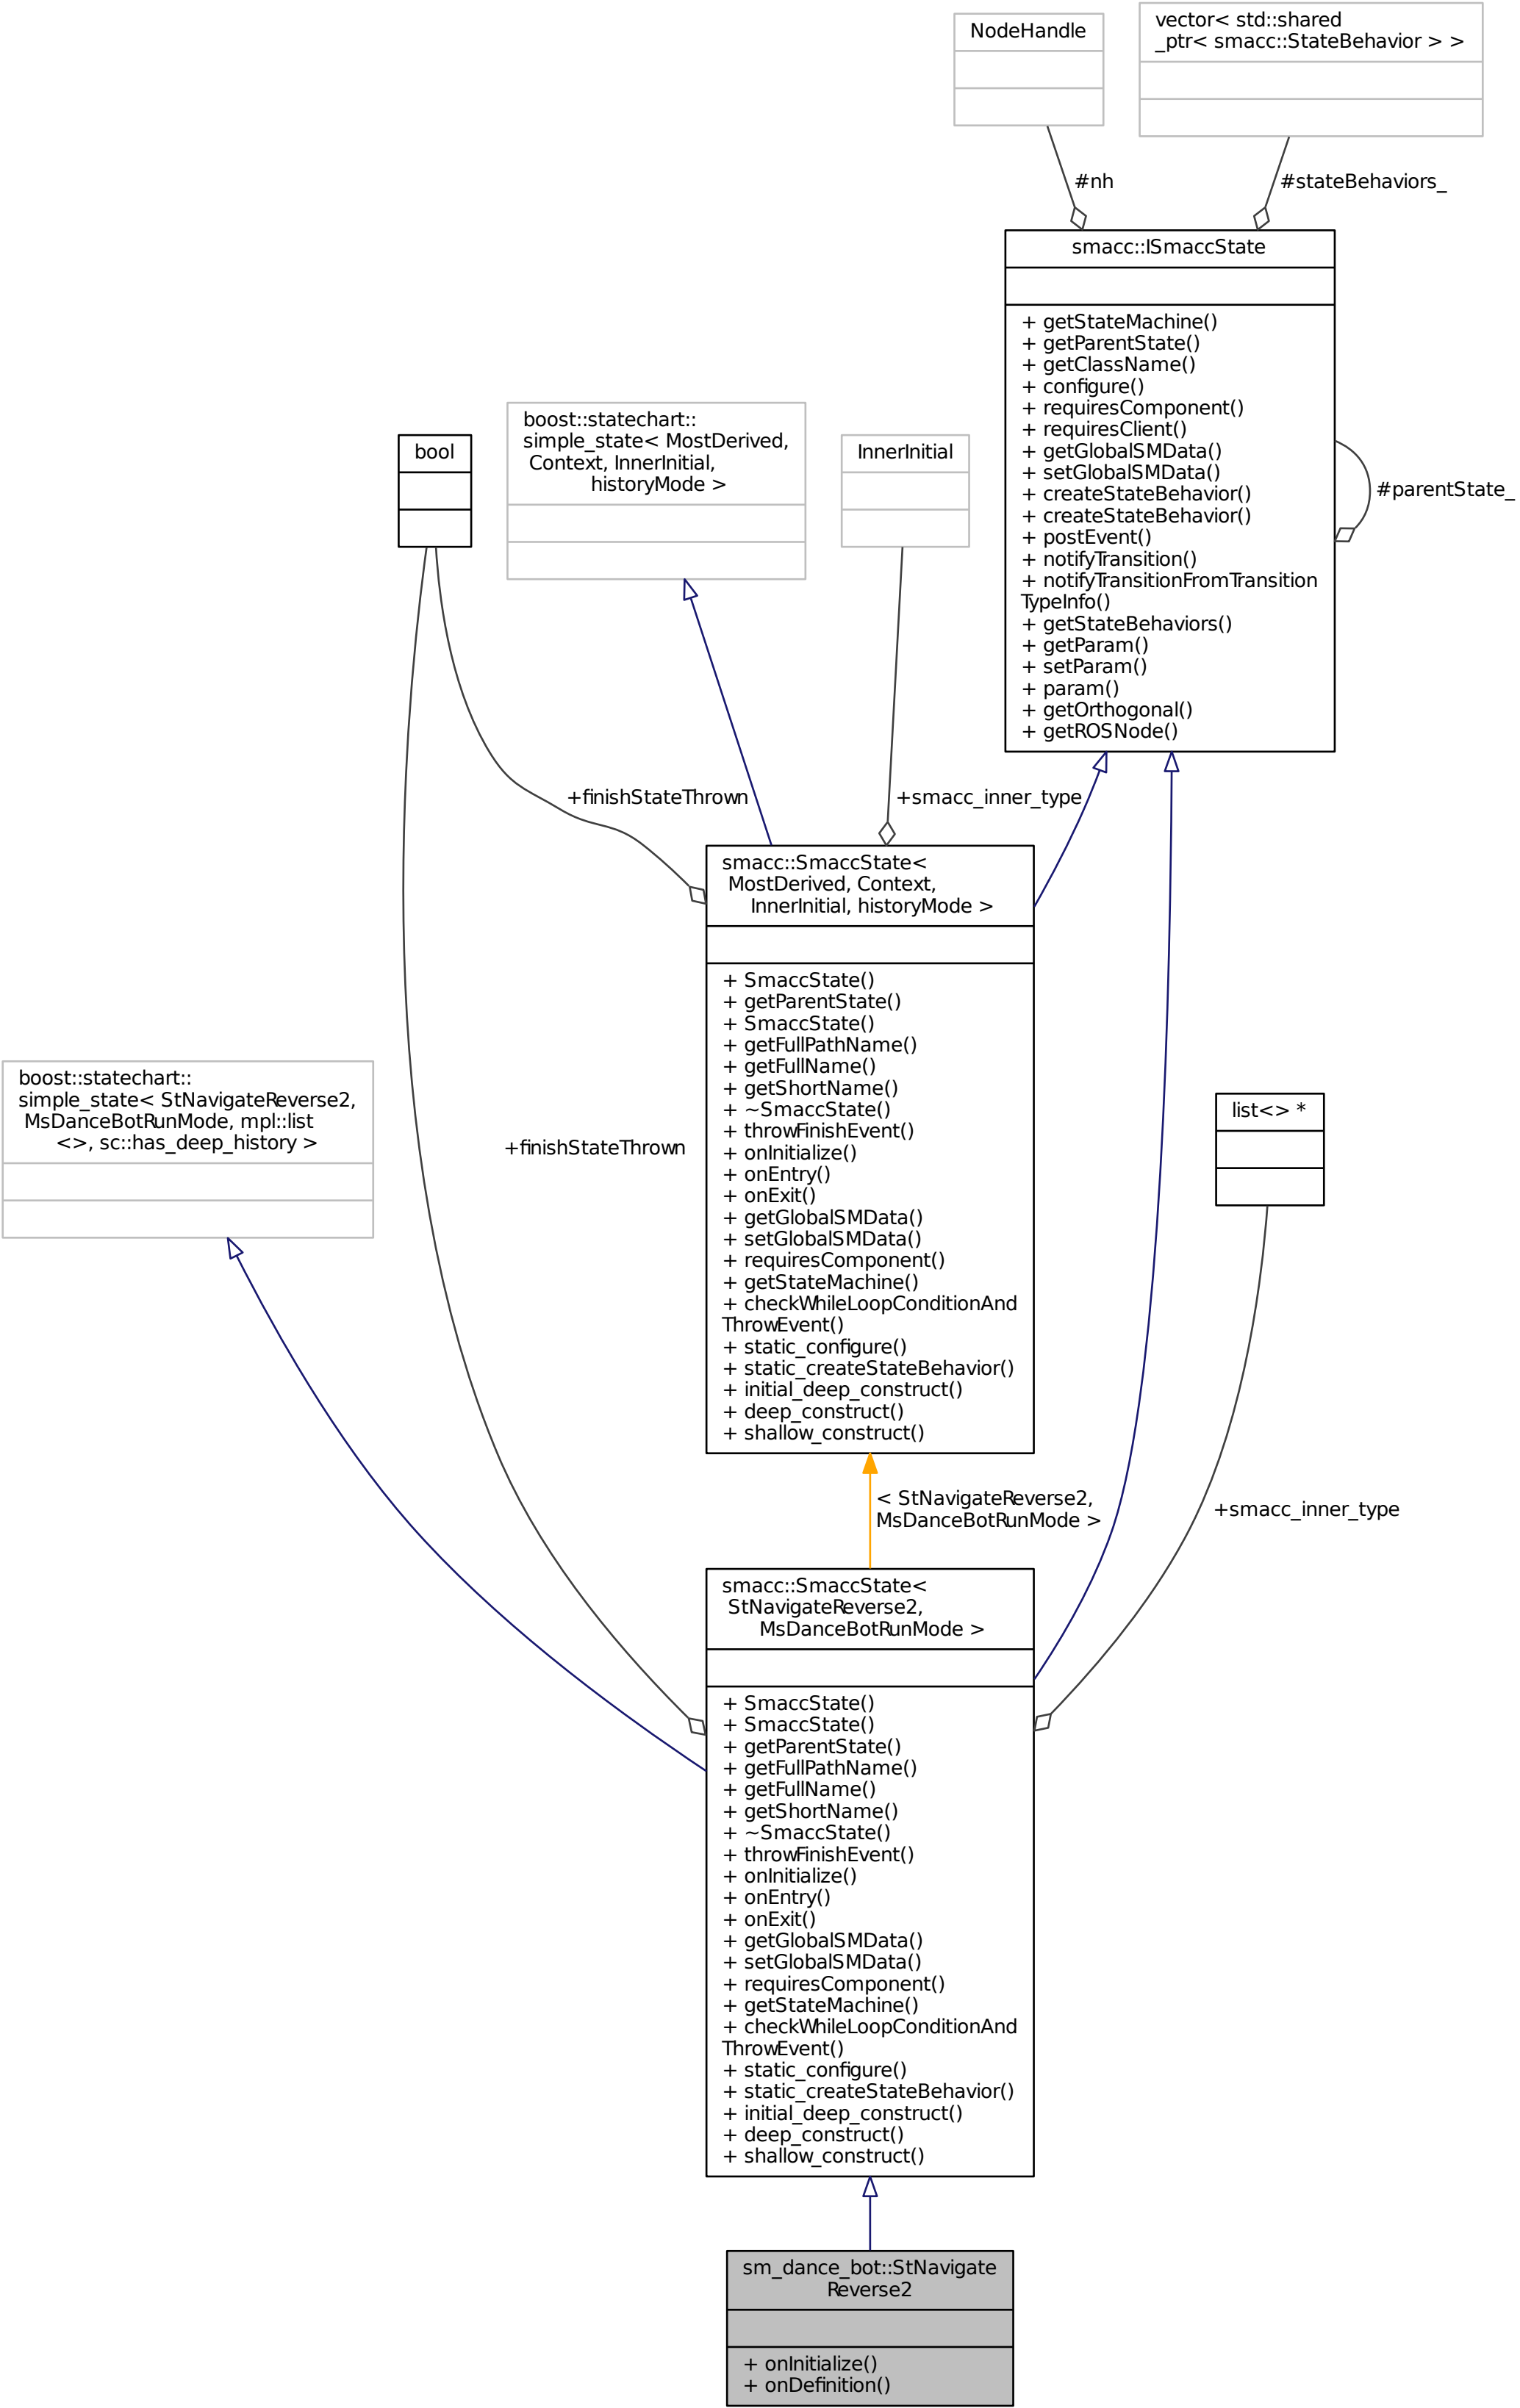 NodeHandle
vector< std::shared
_ptr< smacc::StateBehavior > >
#nh
#stateBehaviors_
smacc::ISmaccState
+ getStateMachine()
+ getParentState()
+ getClassName()
+ configure()
+ requiresComponent()
+ requiresClient()
+ getGlobalSMData()
+ setGlobalSMData()
+ createStateBehavior()
+ createStateBehavior()
+ postEvent()
+ notifyTransition()
+ notifyTransitionFromTransition
TypeInfo()
+ getStateBehaviors()
+ getParam()
+ setParam()
+ param()
+ getOrthogonal()
+ getROSNode()
#parentState_
bool
boost::statechart::
simple_state< MostDerived,
Context, InnerInitial,
historyMode >
InnerInitial
+finishStateThrown
+smacc_inner_type
smacc::SmaccState<
MostDerived, Context,
InnerInitial, historyMode >
+ SmaccState()
+ getParentState()
+ SmaccState()
+ getFullPathName()
+ getFullName()
+ getShortName()
+ ~SmaccState()
+ throwFinishEvent()
+ onInitialize()
+ onEntry()
+ onExit()
+ getGlobalSMData()
+ setGlobalSMData()
+ requiresComponent()
+ getStateMachine()
+ checkWhileLoopConditionAnd
ThrowEvent()
+ static_configure()
+ static_createStateBehavior()
+ initial_deep_construct()
+ deep_construct()
+ shallow_construct()
boost::statechart::
simple_state< StNavigateReverse2,
MsDanceBotRunMode, mpl::list
<>, sc::has_deep_history >
+finishStateThrown
list<> *
< StNavigateReverse2,
MsDanceBotRunMode >
+smacc_inner_type
smacc::SmaccState<
StNavigateReverse2,
MsDanceBotRunMode >
+ SmaccState()
+ SmaccState()
+ getParentState()
+ getFullPathName()
+ getFullName()
+ getShortName()
+ ~SmaccState()
+ throwFinishEvent()
+ onInitialize()
+ onEntry()
+ onExit()
+ getGlobalSMData()
+ setGlobalSMData()
+ requiresComponent()
+ getStateMachine()
+ checkWhileLoopConditionAnd
ThrowEvent()
+ static_configure()
+ static_createStateBehavior()
+ initial_deep_construct()
+ deep_construct()
+ shallow_construct()
sm_dance_bot::StNavigate
Reverse2
+ onInitialize()
+ onDefinition()